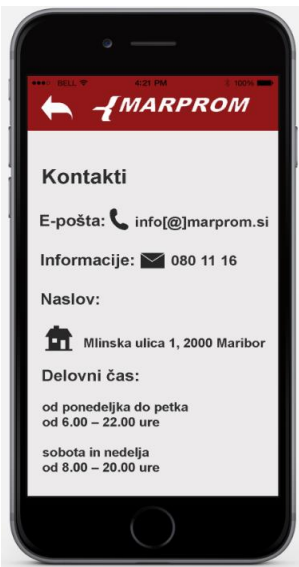 BELL 4:21 PM 100%
MARPROM
Kontakti
E-pošta: info[@]marprom.si
Informacije: 080 11 16
Naslov:
Mlinska ulica 1, 2000 Maribor
Delovni čas:
od ponedeljka do petka
od 6.00 – 22.00 ure
sobota in nedelja
od 8.00 – 20.00 ure